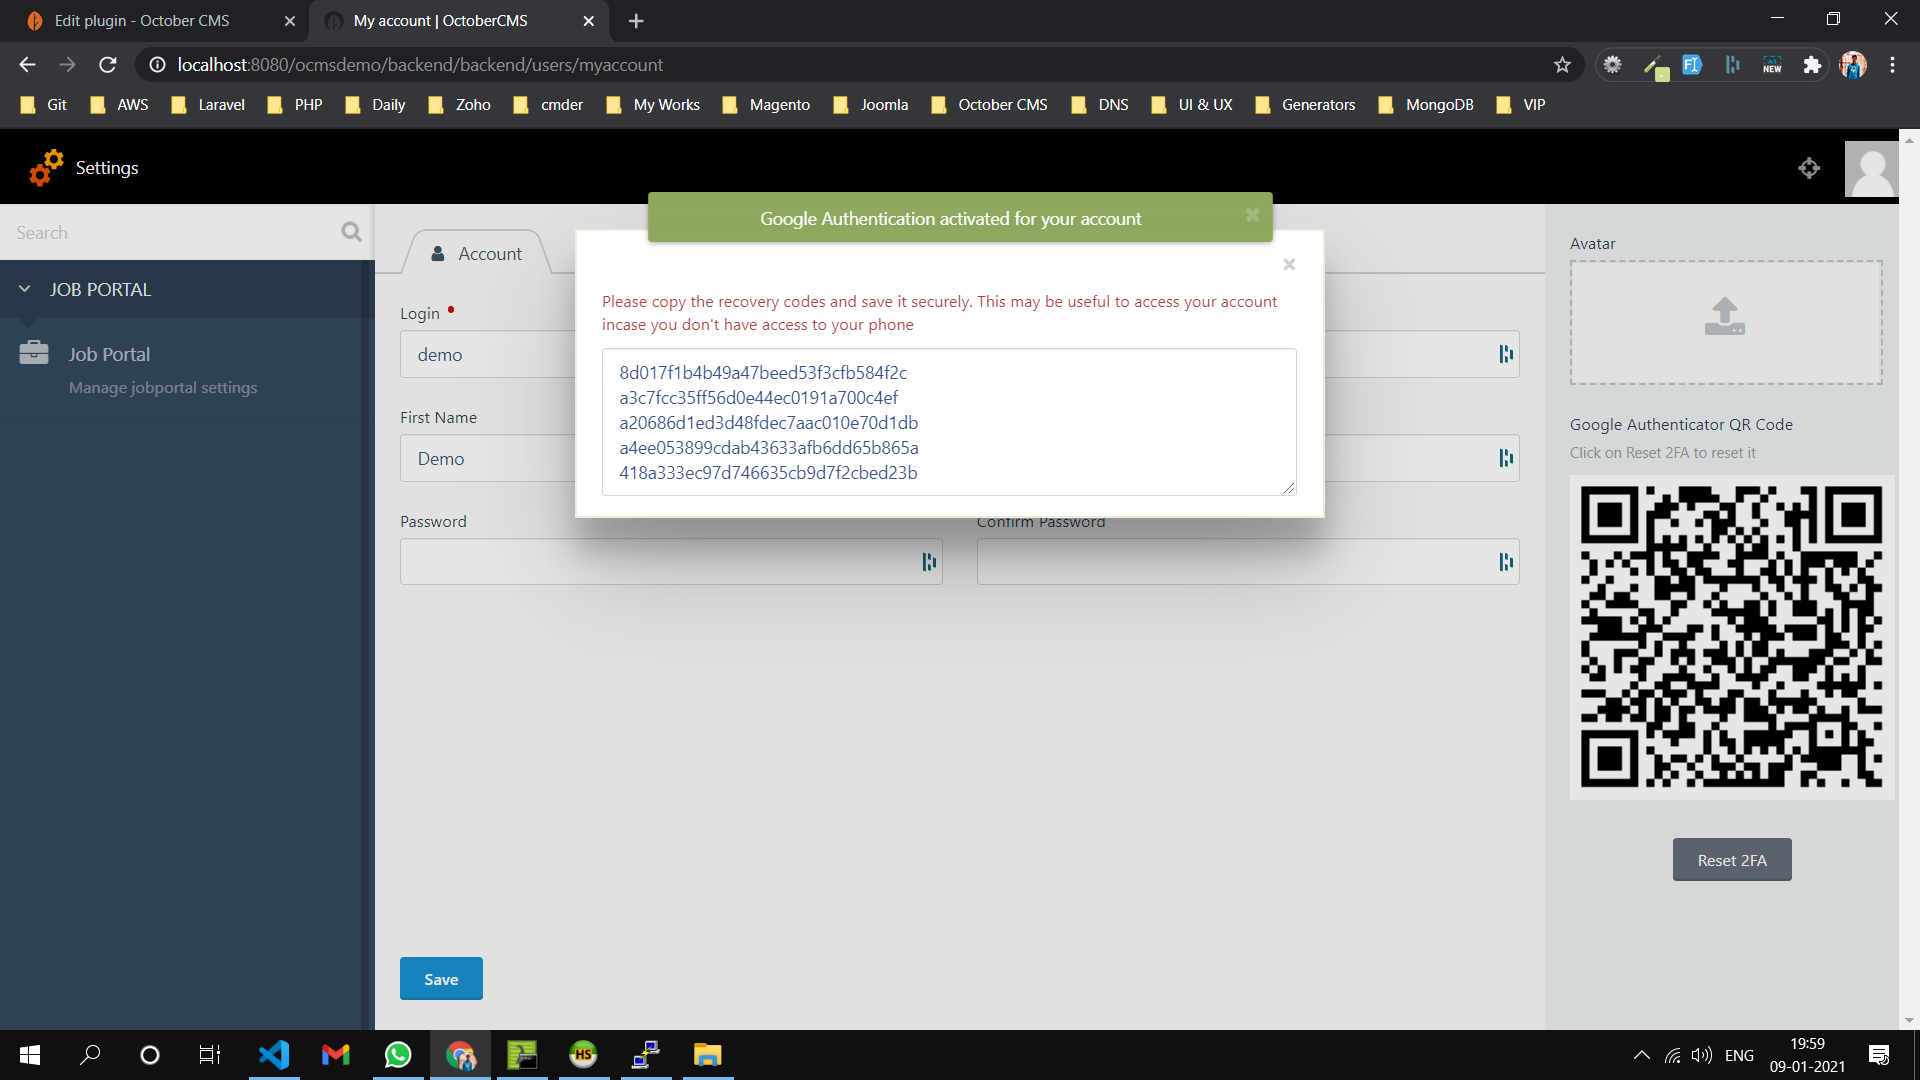 Edit plugin - October CMS
My account | OctoberCMS
localhost:8080/ocmsdemo/backend/backend/users/myaccount
NEW
Git AWS Laravel PHP Daily Zoho cmder My Works Magento Joomla October CMS DNS UI & UX Generators MongoDB VIP
Settings
Google Authentication activated for your account
Search
JOB PORTAL
Job Portal
Manage jobportal settings
Account
Please copy the recovery codes and save it securely. This may be useful to access your account
incase you don't have access to your phone
8d017f1b4b49a47beed53f3cfb584f2c
a3c7fcc35ff56d0e44ec0191a700c4ef
a20686d1ed3d48fdec7aac010e70d1db
a4ee053899cdab43633afb6dd65b865a
418a333ec97d746635cb9d7f2cbed23b
Login
demo
First Name
Demo
Password
Confirm Password
Save
Avatar
Google Authenticator QR Code
Click on Reset 2FA to reset it
Reset 2FA
HS
ENG
19:59
09-01-2021